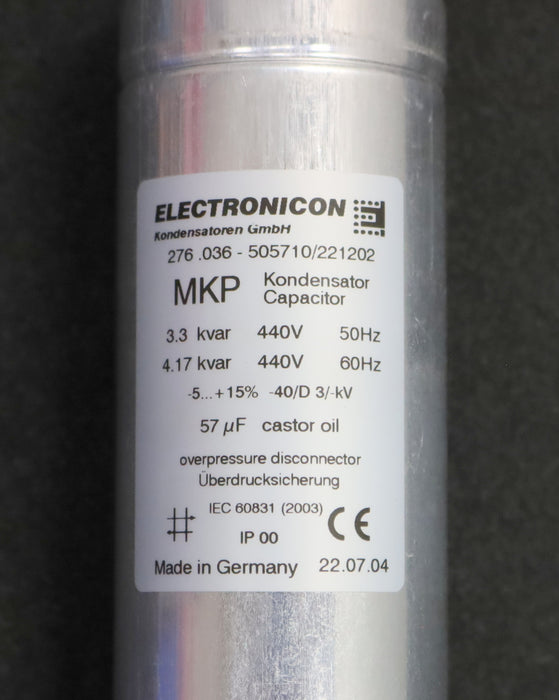 ELECTRONICON
Kondensatoren GmbH
276 .036 - 505710/221202
MKP Kondensator
Capacitor
3.3 kvar 440V 50Hz
4.17 kvar 440V 60Hz
-5...+15% -40/D 3/-kV
57 µF castor oil
overpressure disconnector
Überdrucksicherung
IEC 60831 (2003)
CE
IP 00
Made in Germany 22.07.04